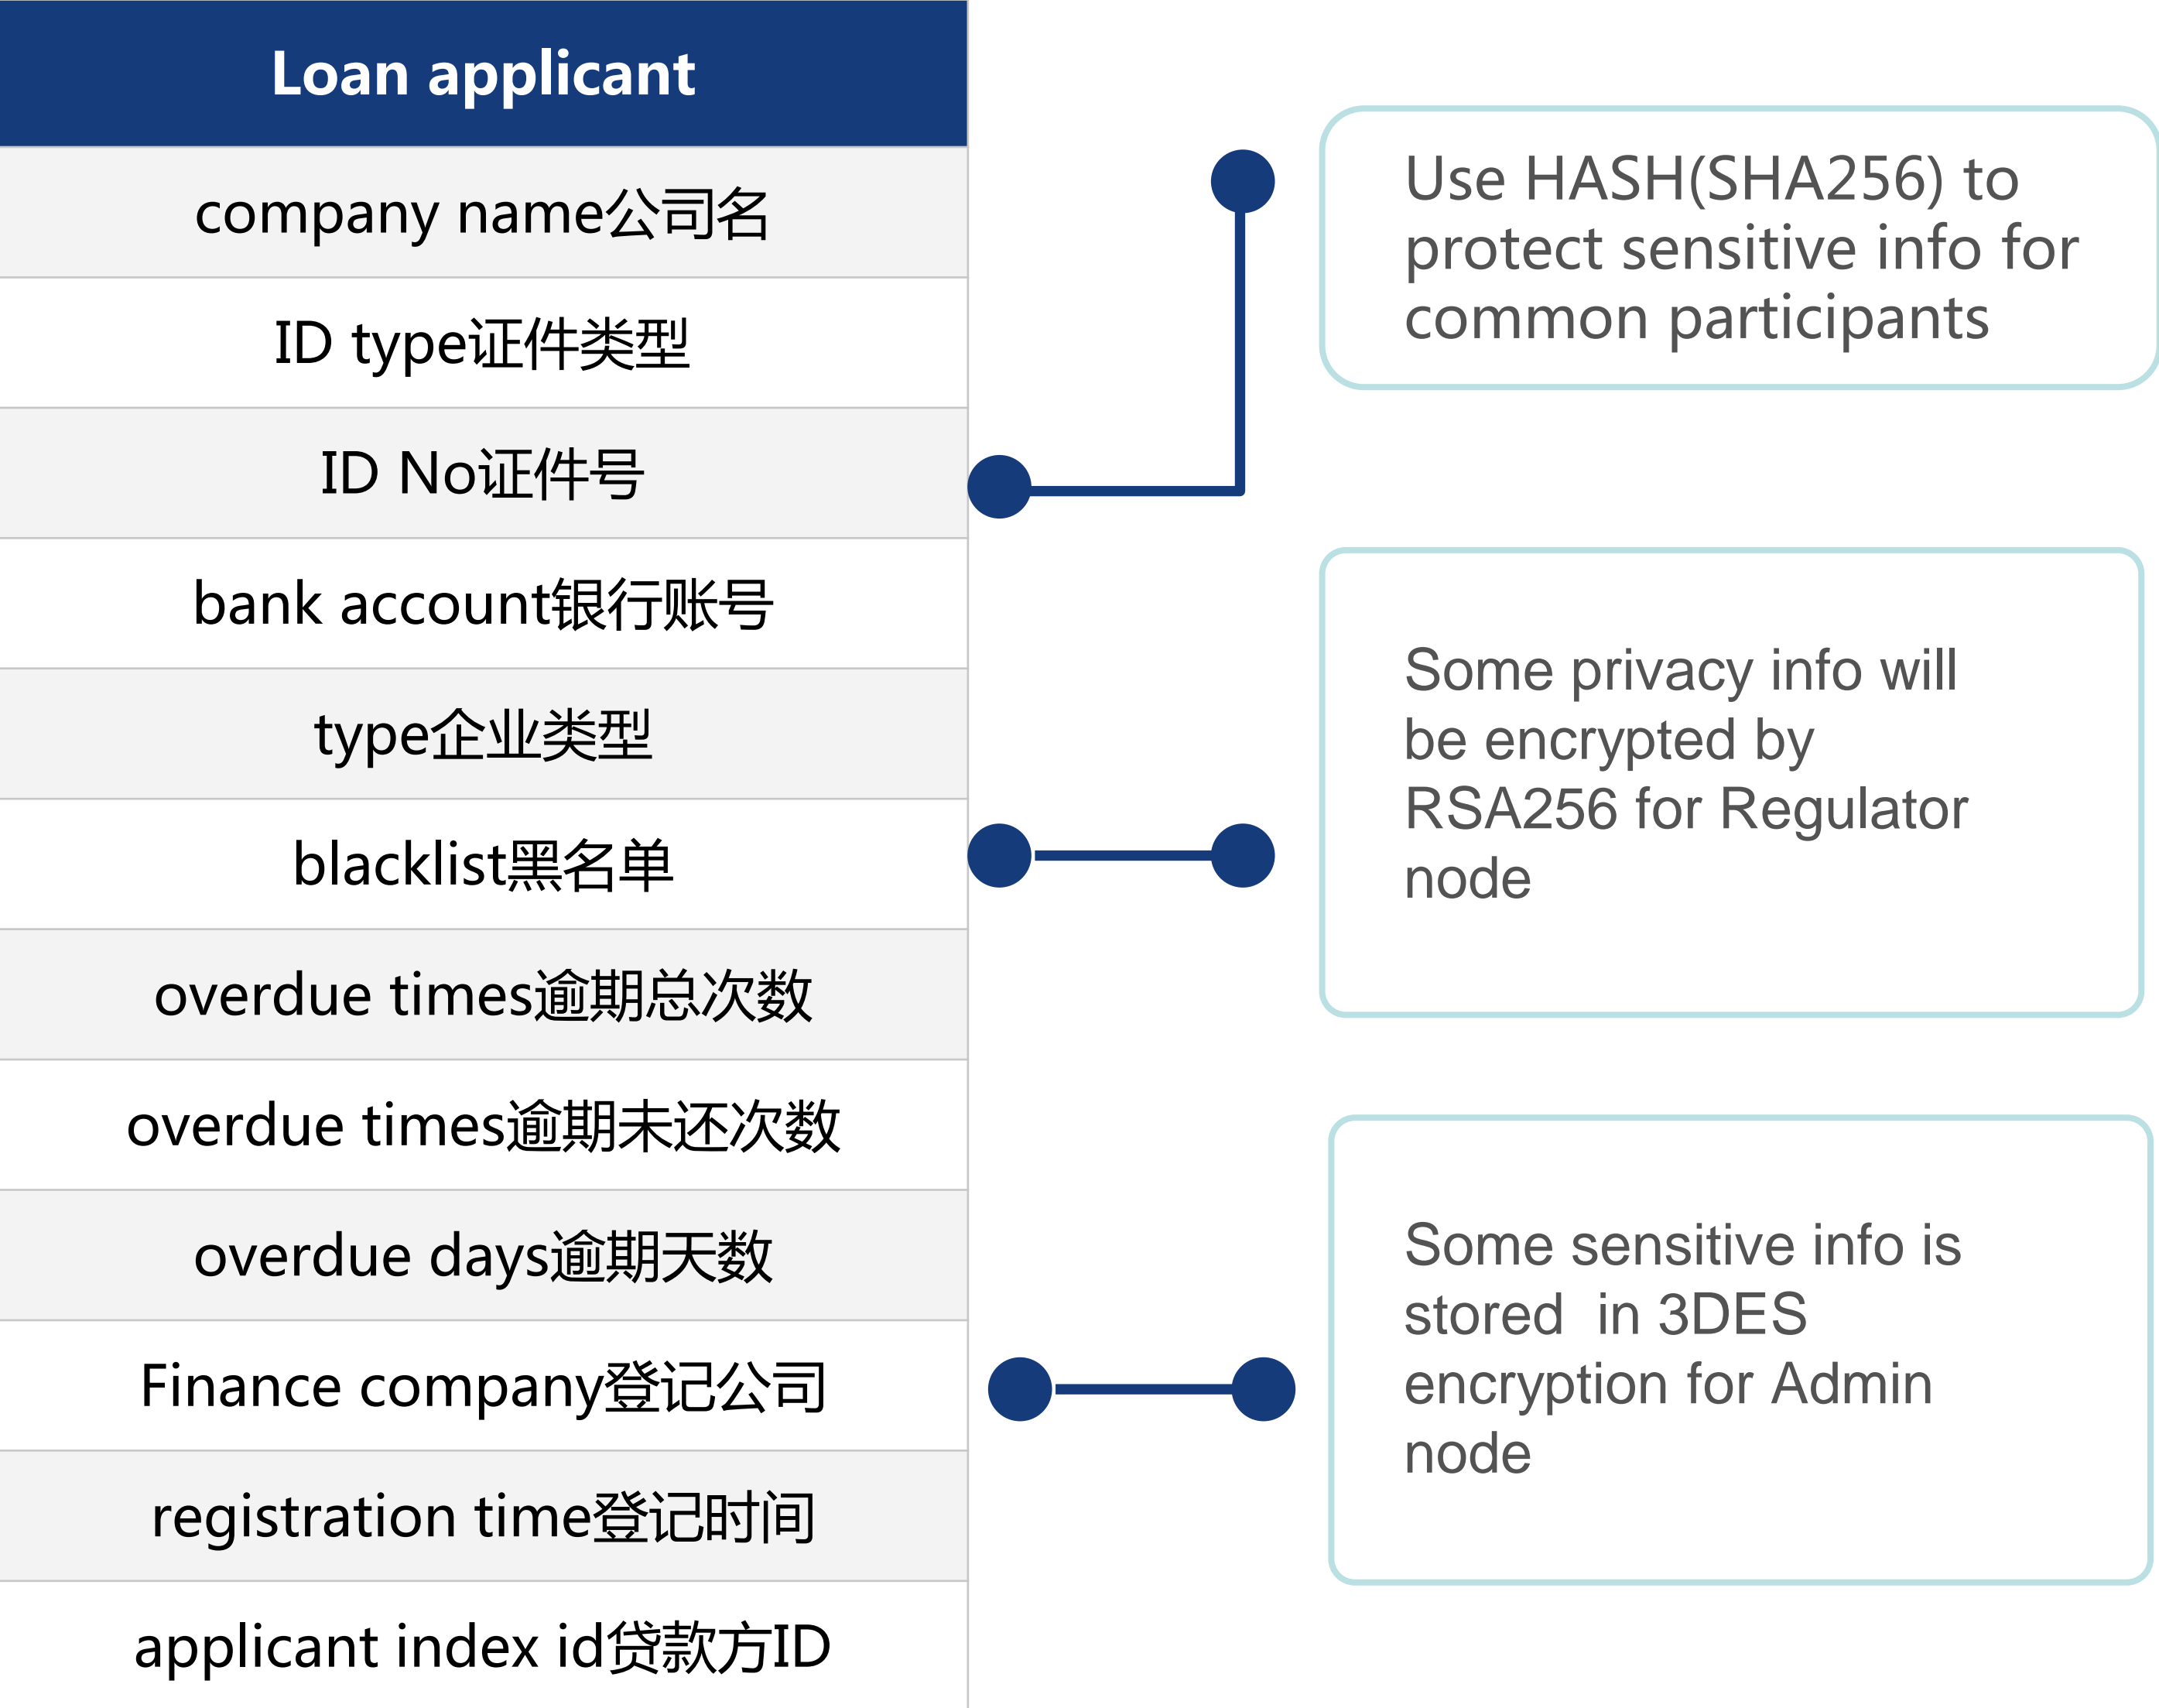 Loan applicant
company name公司名
ID type证件类型
ID No证件号
bank account银行账号
type企业类型
blacklis黑名单
overdue times逾期总次数
overdue times逾期未还次数
overdue days逾期天数
Finance company登记公司
registration time登记时间
applicant index id贷款方ID
Use HASH(SHA256) to
protect sensitive info for
common participants
Some privacy info will
be encrypted by
RSA256 for Regulator
node
Some sensitive info is
stored in 3DES
encryption for Admin
node